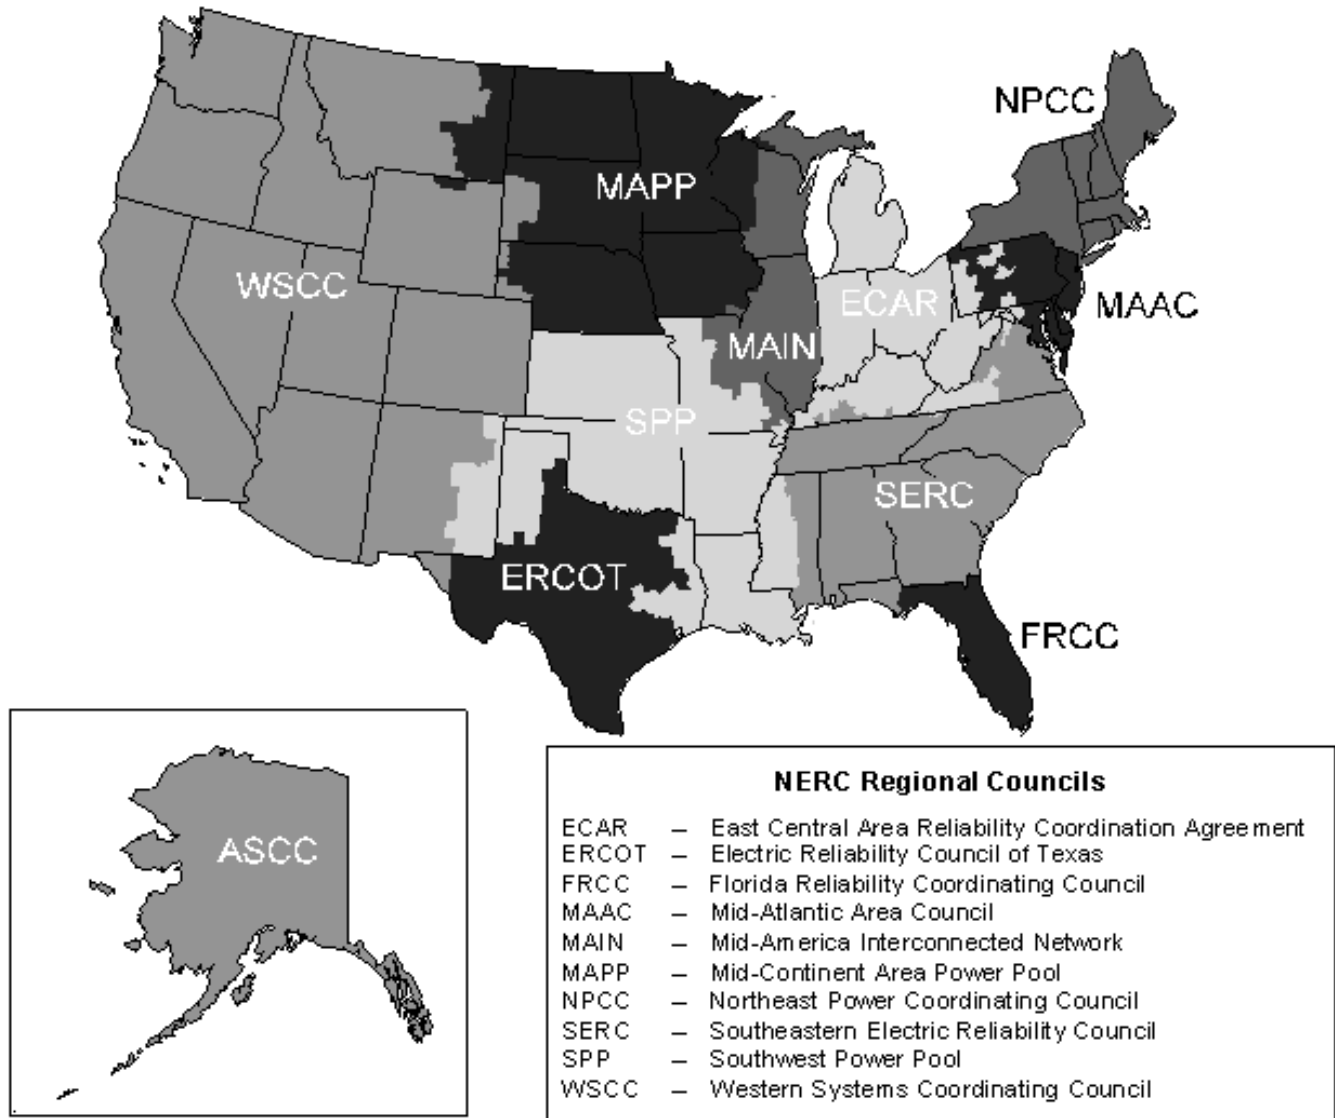 NPCC
MAPP
WSCC
ECAR
MAAC
MAIN
SPP
SERC
ERCOT
FRCC
ASCC
NERC Regional Councils
ECAR – East Central Area Reliability Coordination Agreement
ERCOT – Electric Reliability Council of Texas
FRCC – Florida Reliability Coordinating Council
MAAC – Mid-Atlantic Area Council
MAIN – Mid-America Interconnected Network
MAPP – Mid-Continent Area Power Pool
NPCC – Northeast Power Coordinating Council
SERC – Southeastern Electric Reliability Council
SPP – Southwest Power Pool
WSCC – Western Systems Coordinating Council